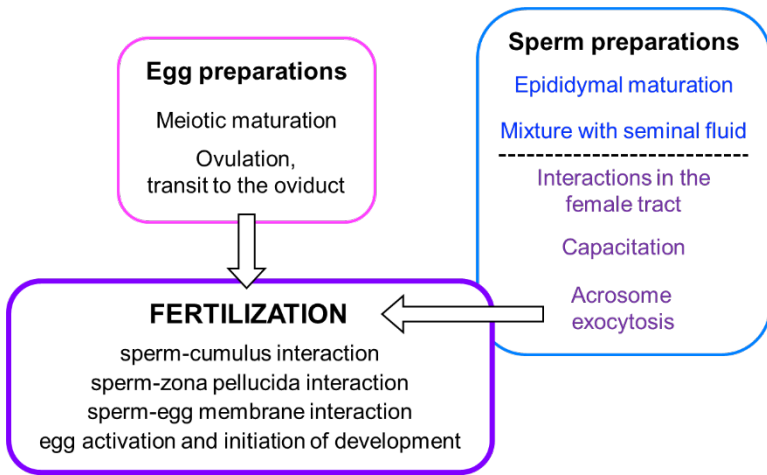 Egg preparations
Meiotic maturation
Ovulation,
transit to the oviduct
Sperm preparations
Epididymal maturation
Mixture with seminal fluid
Interactions in the
female tract
Capacitation
Acrosome
exocytosis
FERTILIZATION
sperm-cumulus interaction
sperm-zona pellucida interaction
sperm-egg membrane interaction
egg activation and initiation of development